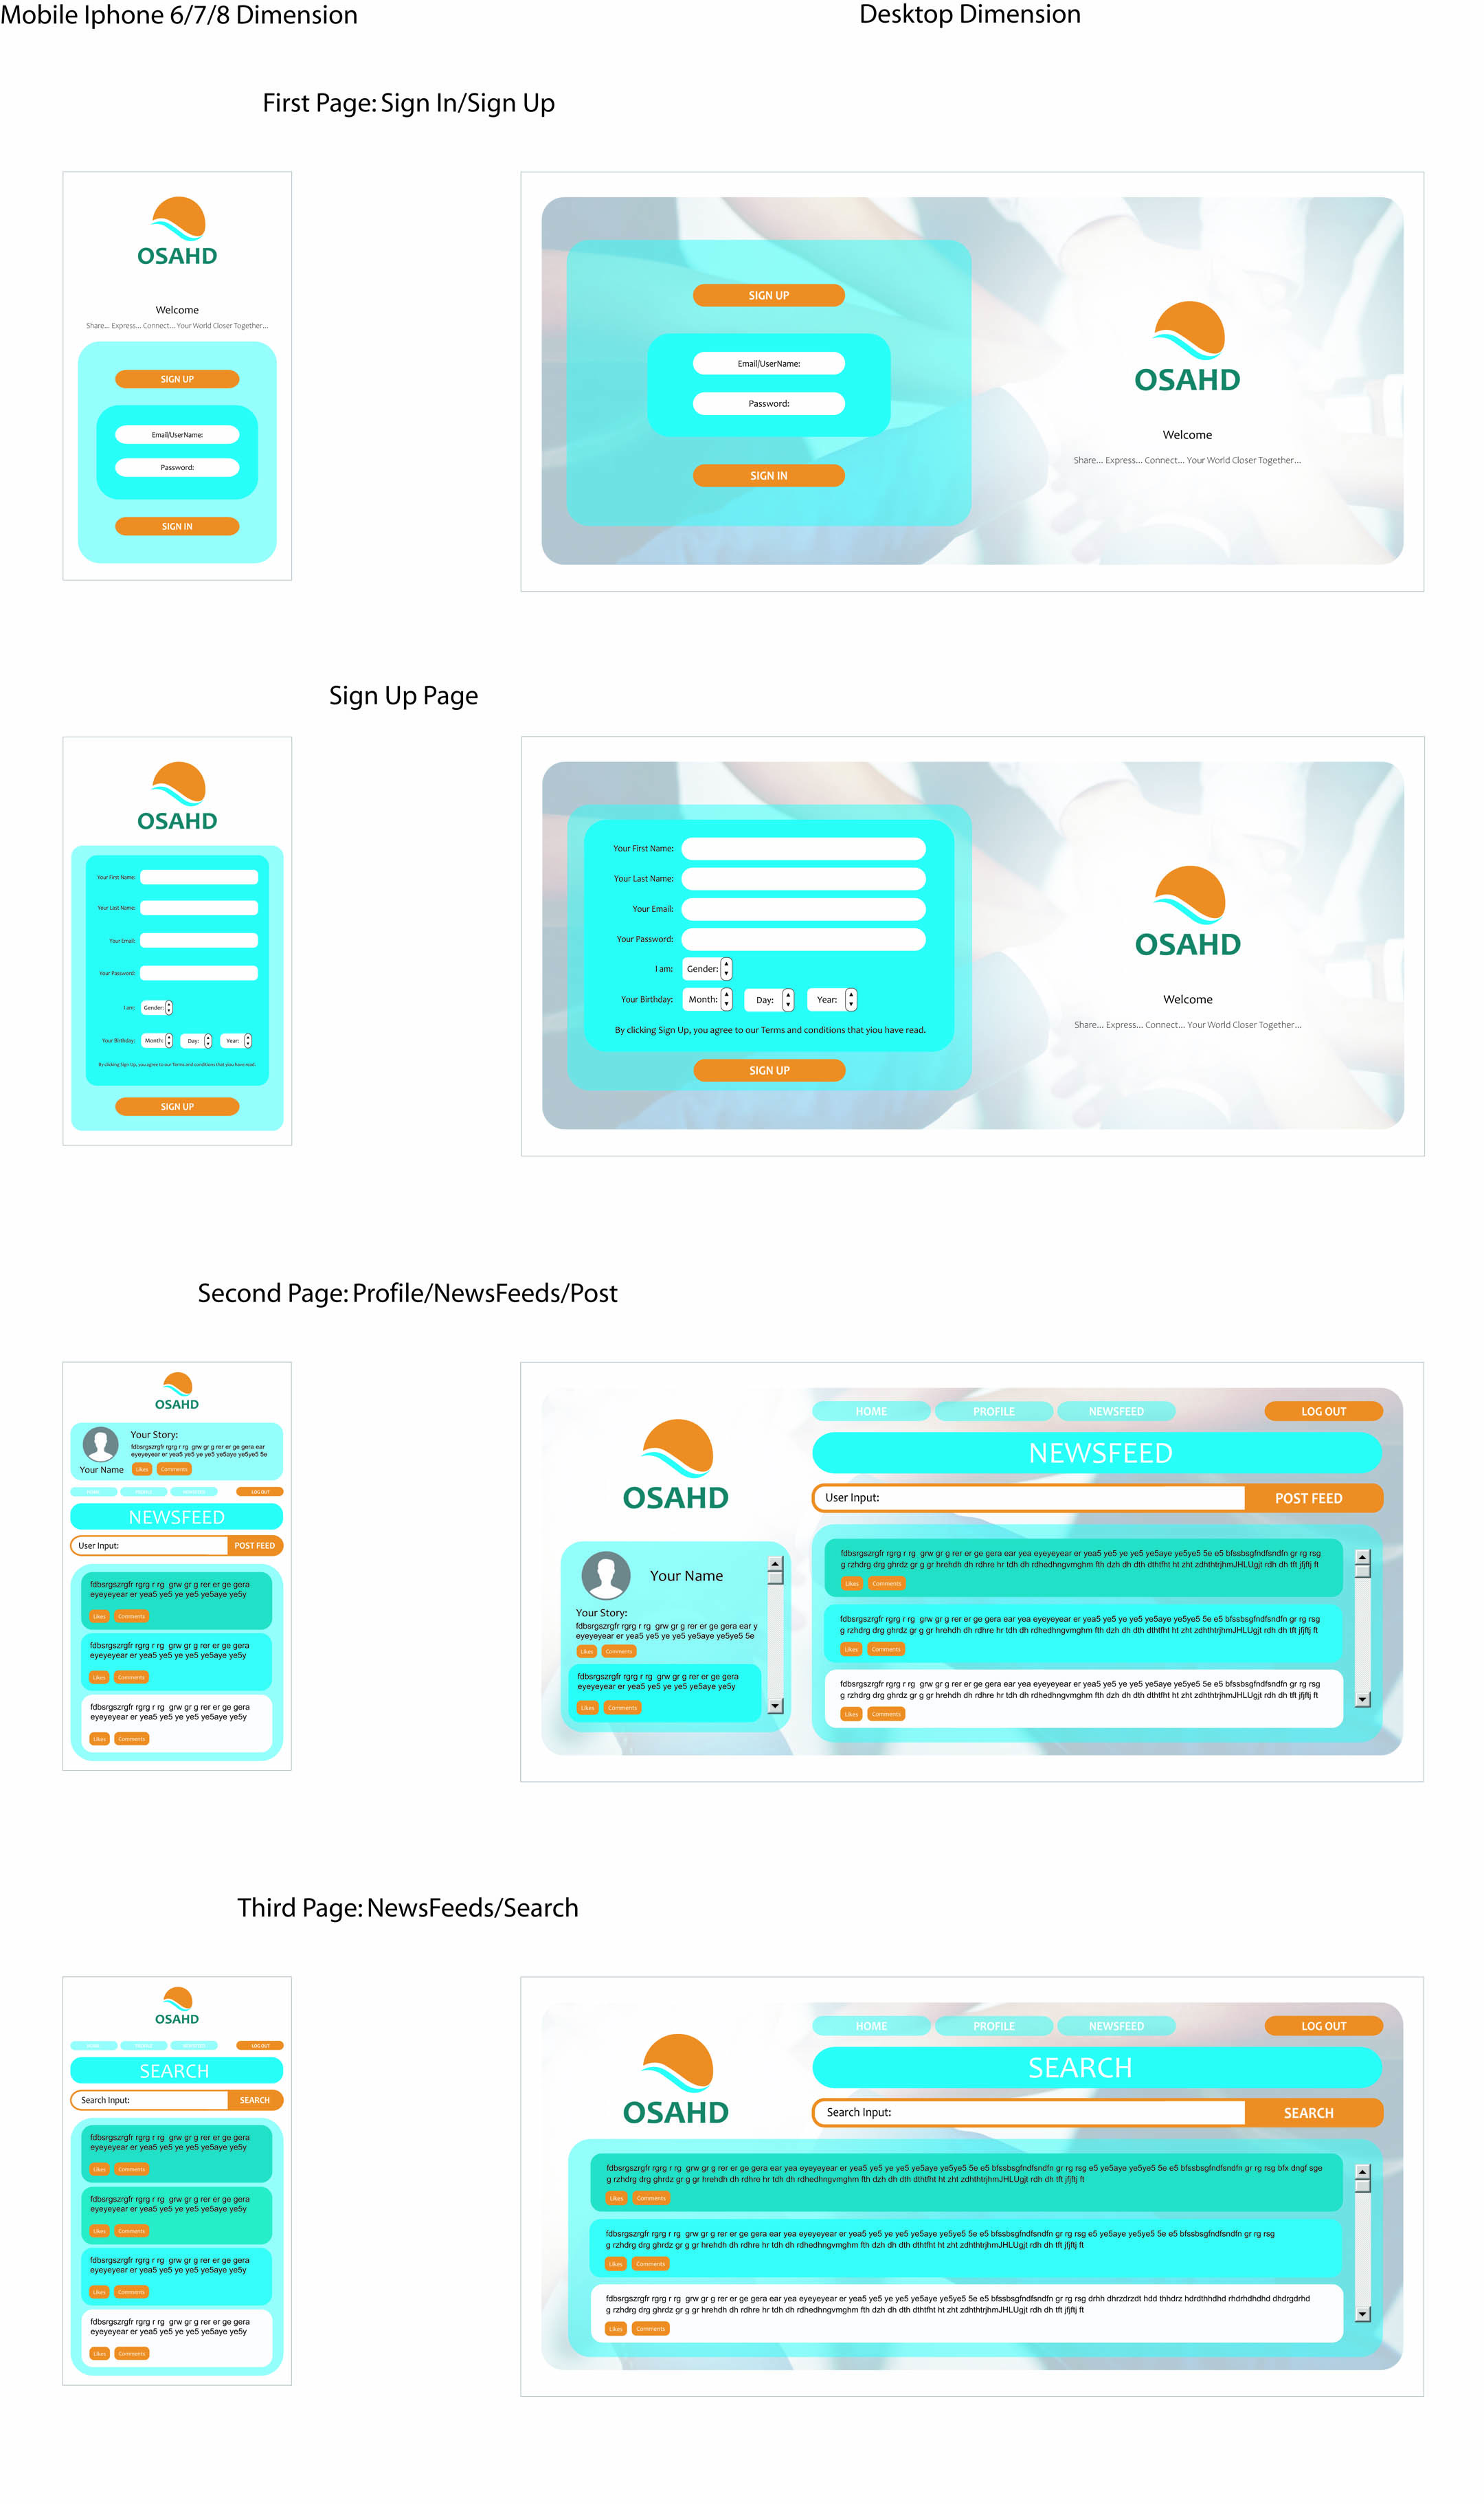 Mobile Iphone 6/7/8 Dimension
Desktop Dimension
First Page: Sign In/Sign Up
OSAHD
Welcome
Share... Express... Connect... Your World Closer Together...
SIGN UP
Email/UserName:
Password:
SIGN IN
SIGN UP
Email/UserName:
Password:
SIGN IN
OSAHD
Welcome
Share... Express... Connect... Your World Closer Together...
Sign Up Page
OSAHD
Your First Name:
Your Last Name:
Your Email:
Your Password:
I am: Gender:
Your Birthday: Month: Day: Year:
By clicking Sign Up, you agree to our Terms and conditions that you have read.
SIGN UP
Your First Name:
Your Last Name:
Your Email:
Your Password:
I am: Gender:
Your Birthday: Month: Day: Year:
By clicking Sign Up, you agree to our Terms and conditions that yiou have read.
SIGN UP
OSAHD
Welcome
Share... Express... Connect... Your World Closer Together...
Second Page: Profile/NewsFeeds/Post
OSAHD
Your Story:
fdbsrgszrgfr rgrg r rg grw gr g rer er ge gera ear
eyeyeyear er yea5 ye5 ye ye5 ye5aye ye5ye5 5e
Your Name
Likes Comments
LOG OUT
NEWSFEED
User Input: POST FEED
fdbsrgszrgfr rgrg r rg grw gr g rer er ge gera
eyeyeyear er yea5 ye5 ye ye5 ye5aye ye5y
Likes Comments
fdbsrgszrgfr rgrg r rg grw gr g rer er ge gera
eyeyeyear er yea5 ye5 ye ye5 ye5aye ye5y
Likes Comments
fdbsrgszrgfr rgrg r rg grw gr g rer er ge gera
eyeyeyear er yea5 ye5 ye ye5 ye5aye ye5y
Likes Comments
OSAHD
Your Name
Your Story:
fdbsrgszrgfr rgrg r rg grw gr g rer er ge gera ear y
eyeyeyear er yea5 ye5 ye ye5 ye5aye ye5ye5 5e
Likes Comments
fdbsrgszrgfr rgrg r rg grw gr g rer er ge gera
eyeyeyear er yea5 ye5 ye ye5 ye5aye ye5y
Likes Comments
HOME PROFILE NEWSFEED LOG OUT
NEWSFEED
User Input: POST FEED
fdbsrgszrgfr rgrg r rg grw gr g rer er ge gera ear yea eyeyeyear er yea5 ye5 ye ye5 ye5aye ye5ye5 5e e5 bfssbsgfndfsndfn gr rg rsg
g rzhdrg drg ghrdz gr g gr hrehdh dh rdhre hr tdh dh rdhedhngvmghm fth dzh dh dth dthtfht ht zht zdhthtrjhmJHLUgjt rdh dh tft jfjftj ft
Likes Comments
fdbsrgszrgfr rgrg r rg grw gr g rer er ge gera ear yea eyeyeyear er yea5 ye5 ye ye5 ye5aye ye5ye5 5e e5 bfssbsgfndfsndfn gr rg rsg
g rzhdrg drg ghrdz gr g gr hrehdh dh rdhre hr tdh dh rdhedhngvmghm fth dzh dh dth dthtfht ht zht zdhthtrjhmJHLUgjt rdh dh tft jfjftj ft
Likes Comments
fdbsrgszrgfr rgrg r rg grw gr g rer er ge gera ear yea eyeyeyear er yea5 ye5 ye ye5 ye5aye ye5ye5 5e e5 bfssbsgfndfsndfn gr rg rsg
g rzhdrg drg ghrdz gr g gr hrehdh dh rdhre hr tdh dh rdhedhngvmghm fth dzh dh dth dthtfht ht zht zdhthtrjhmJHLUgjt rdh dh tft jfjftj ft
Likes Comments
Third Page: NewsFeeds/Search
OSAHD
LOG OUT
SEARCH
Search Input: SEARCH
fdbsrgszrgfr rgrg r rg grw gr g rer er ge gera
eyeyeyear er yea5 ye5 ye ye5 ye5aye ye5y
Likes Comments
fdbsrgszrgfr rgrg r rg grw gr g rer er ge gera
eyeyeyear er yea5 ye5 ye ye5 ye5aye ye5y
Likes Comments
fdbsrgszrgfr rgrg r rg grw gr g rer er ge gera
eyeyeyear er yea5 ye5 ye ye5 ye5aye ye5y
Likes Comments
fdbsrgszrgfr rgrg r rg grw gr g rer er ge gera
eyeyeyear er yea5 ye5 ye ye5 ye5aye ye5y
Likes Comments
OSAHD
HOME PROFILE NEWSFEED LOG OUT
SEARCH
Search Input: SEARCH
fdbsrgszrgfr rgrg r rg grw gr g rer er ge gera ear yea eyeyeyear er yea5 ye5 ye ye5 ye5aye ye5ye5 5e e5 bfssbsgfndfsndfn gr rg rsg e5 ye5aye ye5ye5 5e e5 bfssbsgfndfsndfn gr rg rsg bfx dngf sge
g rzhdrg drg ghrdz gr g gr hrehdh dh rdhre hr tdh dh rdhedhngvmghm fth dzh dh dth dthtfht ht zht zdhthtrjhmJHLUgjt rdh dh tft jfjftj ft
Likes Comments
fdbsrgszrgfr rgrg r rg grw gr g rer er ge gera ear yea eyeyeyear er yea5 ye5 ye ye5 ye5aye ye5ye5 5e e5 bfssbsgfndfsndfn gr rg rsg e5 ye5aye ye5ye5 5e e5 bfssbsgfndfsndfn gr rg rsg
g rzhdrg drg ghrdz gr g gr hrehdh dh rdhre hr tdh dh rdhedhngvmghm fth dzh dh dth dthtfht ht zht zdhthtrjhmJHLUgjt rdh dh tft jfjftj ft
Likes Comments
fdbsrgszrgfr rgrg r rg grw gr g rer er ge gera ear yea eyeyeyear er yea5 ye5 ye ye5 ye5aye ye5ye5 5e e5 bfssbsgfndfsndfn gr rg rsg drhh dhrzdrzdt hdd thhdrz hdrdthhdhd rhdrhdhdhd dhdrgdrhd
g rzhdrg drg ghrdz gr g gr hrehdh dh rdhre hr tdh dh rdhedhngvmghm fth dzh dh dth dthtfht ht zht zdhthtrjhmJHLUgjt rdh dh tft jfjftj ft
Likes Comments